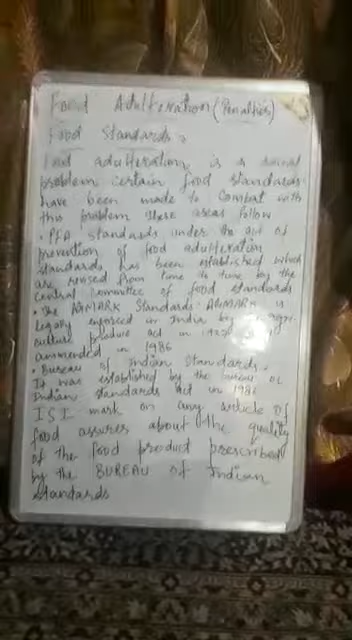 Food Adulteration (Penalties)
Food Standards
Food adulteration is a social
problem certain food standards
have been made to combat with
this problem these are as follow
• PFA standards under the act of
prevention of food adulteration
standards has been established which
are revised from time to time by the
central committee of food standards
• The AGMARK Standards. AGMARK is
legally enforced in India by agri-
culture produce act in
ammended in 1986
• Bureau of Indian Standards.
It was established by the bureau of
Indian standards act in 1986
ISI mark on any article of
food assures about the quality
of the food product prescribed
by the BUREAU of Indian
Standards